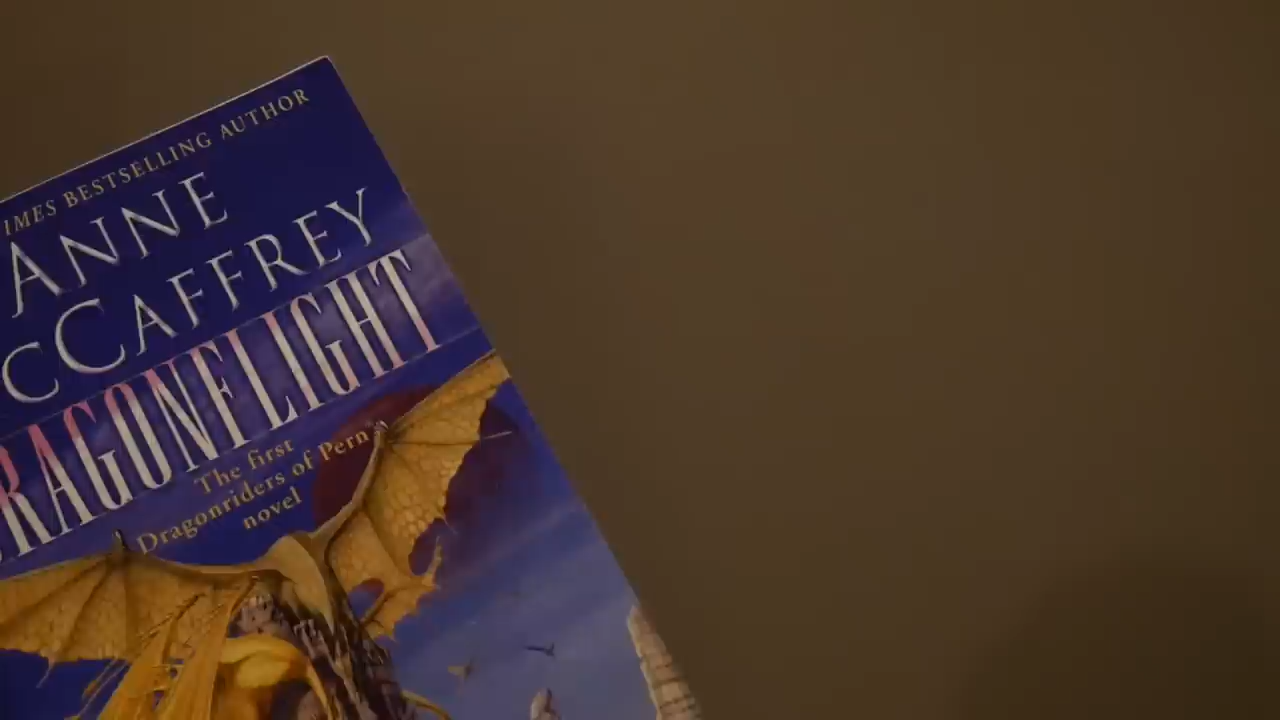 IMES BESTSELLING AUTHOR
ANNE
cCAFFREY
RAGONFLIGHT
The first
Dragonriders of Pern
novel